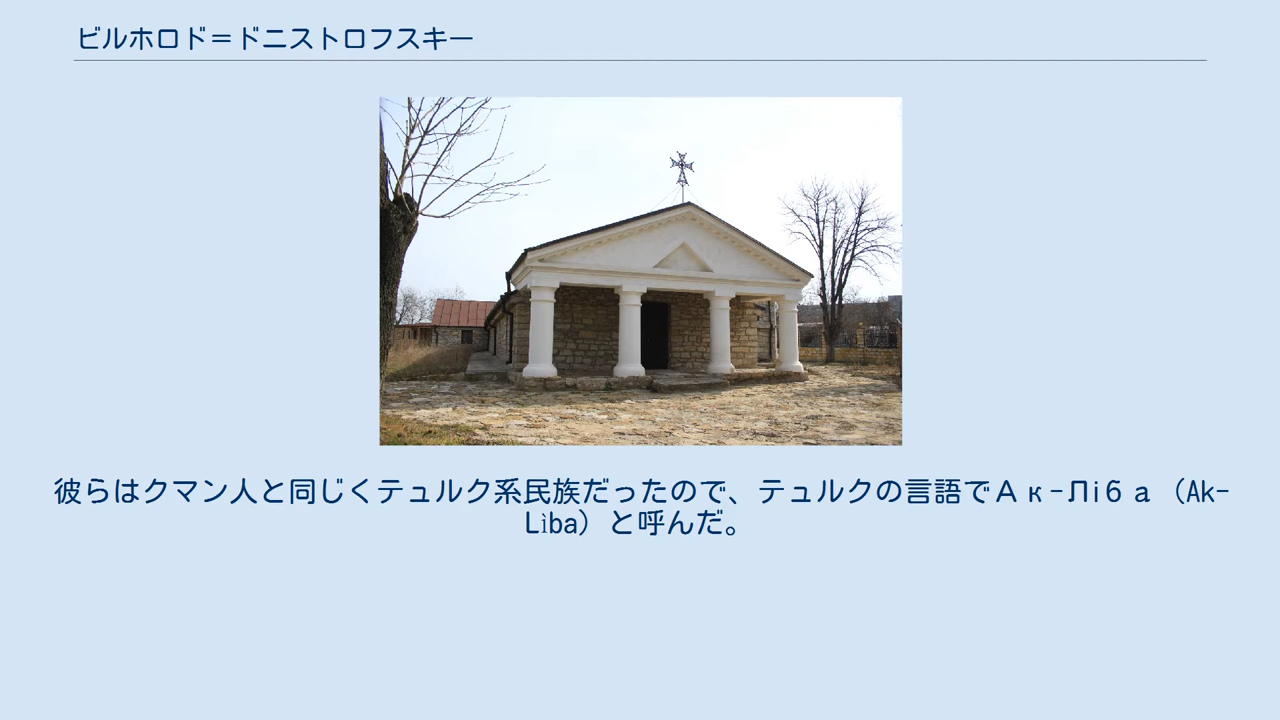 ビルホロド＝ドニストロフスキー
彼らはクマン人と同じくテュルク系民族だったので、テュルクの言語でＡк-Лiбａ（Ak-
Lìba）と呼んだ。